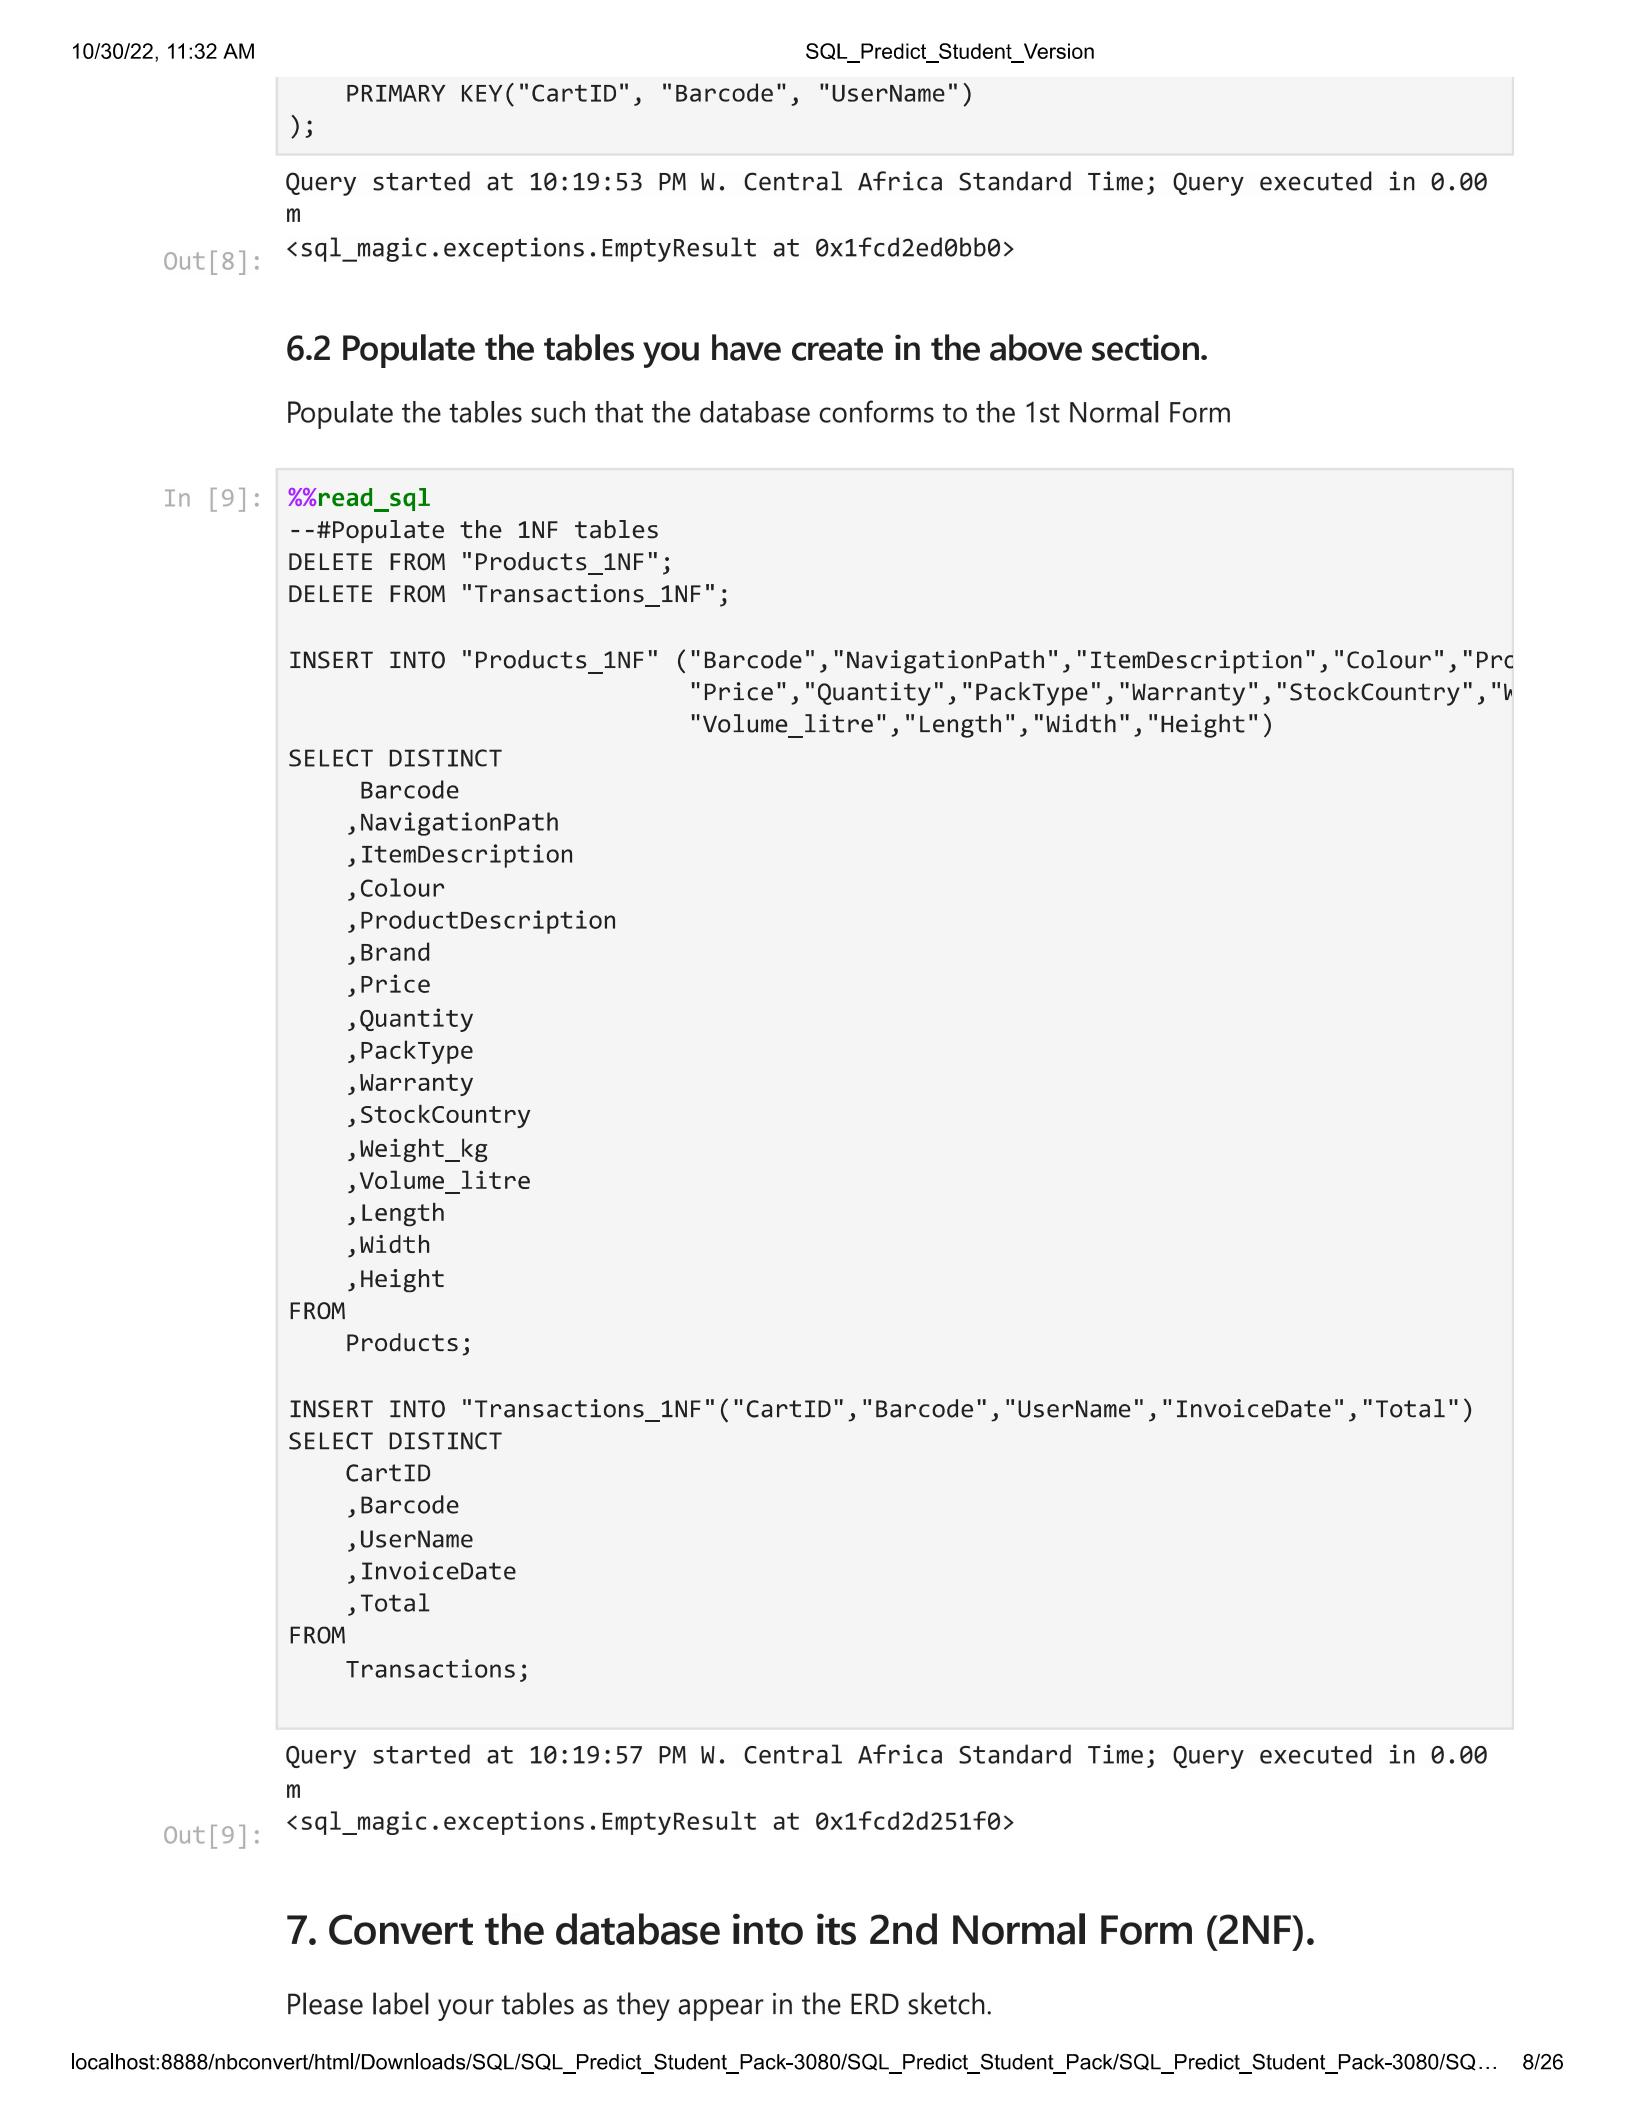 10/30/22, 11:32 AM SQL_Predict_Student_Version
PRIMARY KEY("CartID", "Barcode", "UserName")
);
Query started at 10:19:53 PM W. Central Africa Standard Time; Query executed in 0.00
m
Out[8]: <sql_magic.exceptions.EmptyResult at 0x1fcd2ed0bb0>
6.2 Populate the tables you have create in the above section.
Populate the tables such that the database conforms to the 1st Normal Form
In [9]: %%read_sql
--#Populate the 1NF tables
DELETE FROM "Products_1NF";
DELETE FROM "Transactions_1NF";
INSERT INTO "Products_1NF" ("Barcode","NavigationPath","ItemDescription","Colour","Pro
"Price","Quantity","PackType","Warranty","StockCountry","W
"Volume_litre","Length","Width","Height")
SELECT DISTINCT
Barcode
,NavigationPath
,ItemDescription
,Colour
,ProductDescription
,Brand
,Price
,Quantity
,PackType
,Warranty
,StockCountry
,Weight_kg
,Volume_litre
,Length
,Width
,Height
FROM
Products;
INSERT INTO "Transactions_1NF"("CartID","Barcode","UserName","InvoiceDate","Total")
SELECT DISTINCT
CartID
,Barcode
,UserName
,InvoiceDate
,Total
FROM
Transactions;
Query started at 10:19:57 PM W. Central Africa Standard Time; Query executed in 0.00
m
Out[9]: <sql_magic.exceptions.EmptyResult at 0x1fcd2d251f0>
7. Convert the database into its 2nd Normal Form (2NF).
Please label your tables as they appear in the ERD sketch.
localhost:8888/nbconvert/html/Downloads/SQL/SQL_Predict_Student_Pack-3080/SQL_Predict_Student_Pack/SQL_Predict_Student_Pack-3080/SQ… 8/26